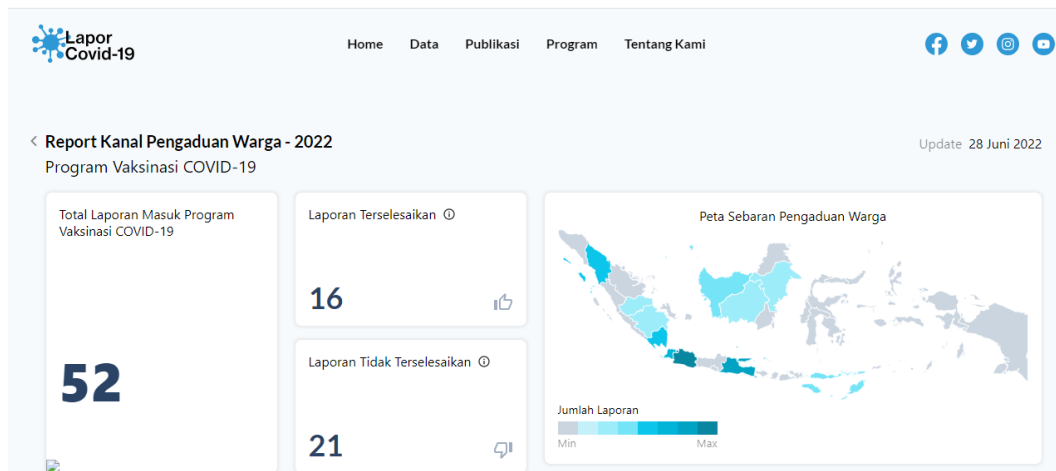 Lapor
Covid-19
Home Data Publikasi Program Tentang Kami
Report Kanal Pengaduan Warga - 2022
Update 28 Juni 2022
Program Vaksinasi COVID-19
Total Laporan Masuk Program
Vaksinasi COVID-19
52
Laporan Terselesaikan
16
Laporan Tidak Terselesaikan
21
Peta Sebaran Pengaduan Warga
Jumlah Laporan
Min Max